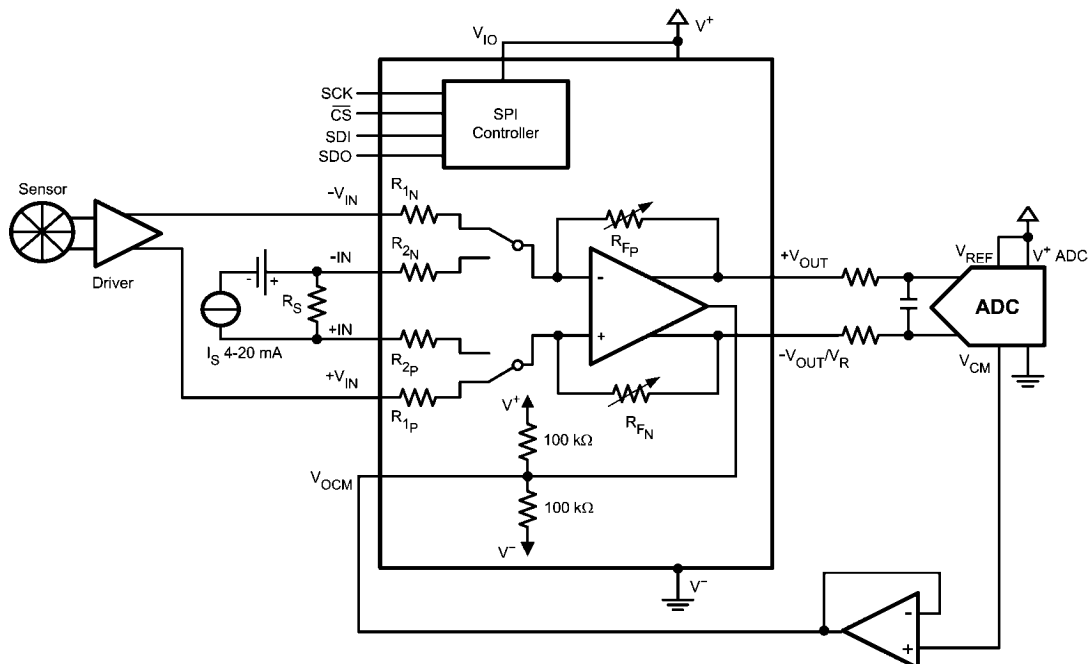 V⁺
V_IO
SCK
C̅S̅
SDI
SDO
SPI
Controller
Sensor
Driver
-V_IN
R_1N
-IN
R_2N
R_S
I_S 4-20 mA
+IN
R_2P
+V_IN
R_1P
-
+
R_FP
R_FN
V⁺
100 kΩ
V_OCM
100 kΩ
V⁻
V⁻
+V_OUT
-V_OUT/V_R
V_REF
V⁺ ADC
ADC
V_CM
-
+
-
+